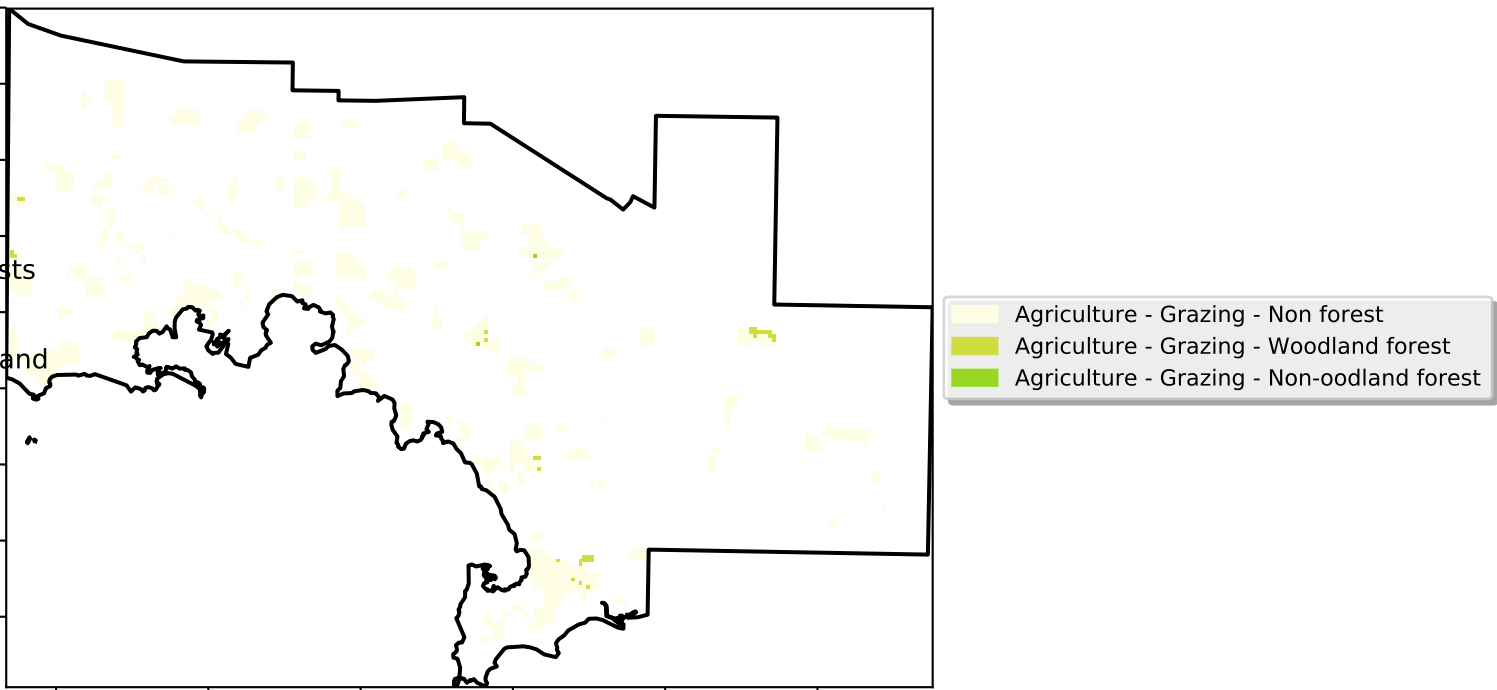 sts
and
Agriculture - Grazing - Non forest
Agriculture - Grazing - Woodland forest
Agriculture - Grazing - Non-oodland forest